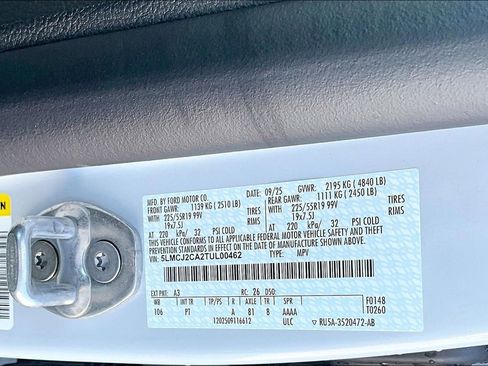 MFD. BY FORD MOTOR CO.
09/25 GVWR: 2195 KG ( 4840 LB)
FRONT GAWR: 1139 KG ( 2510 LB) REAR GAWR: 1111 KG ( 2450 LB)
225/55R19 99V TIRES 225/55R19 99V TIRES
19x7.5J RIMS 19x7.5J RIMS
AT 220 kPa/ 32 PSI COLD AT 220 kPa/ 32 PSI COLD
THIS VEHICLE CONFORMS TO ALL APPLICABLE FEDERAL MOTOR VEHICLE SAFETY, BUMPER, AND
THEFT PREVENTION STANDARDS IN EFFECT ON THE DATE OF MANUFACTURE SHOWN ABOVE.
VIN: 5LMCJ2CA2TUL00462 TYPE: MPV
EXT PNT: A3 RC: 26 DSO:
WB INT TR TP/PS R AXLE TR SPR F0148
106 PT A 81 8 AAAA T0260
1202509116612 ULC ▽ RU5A-3520472-AB